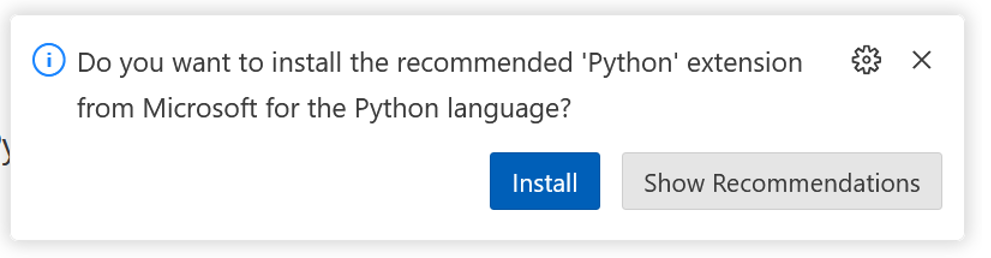 Do you want to install the recommended 'Python' extension
from Microsoft for the Python language?
Install
Show Recommendations